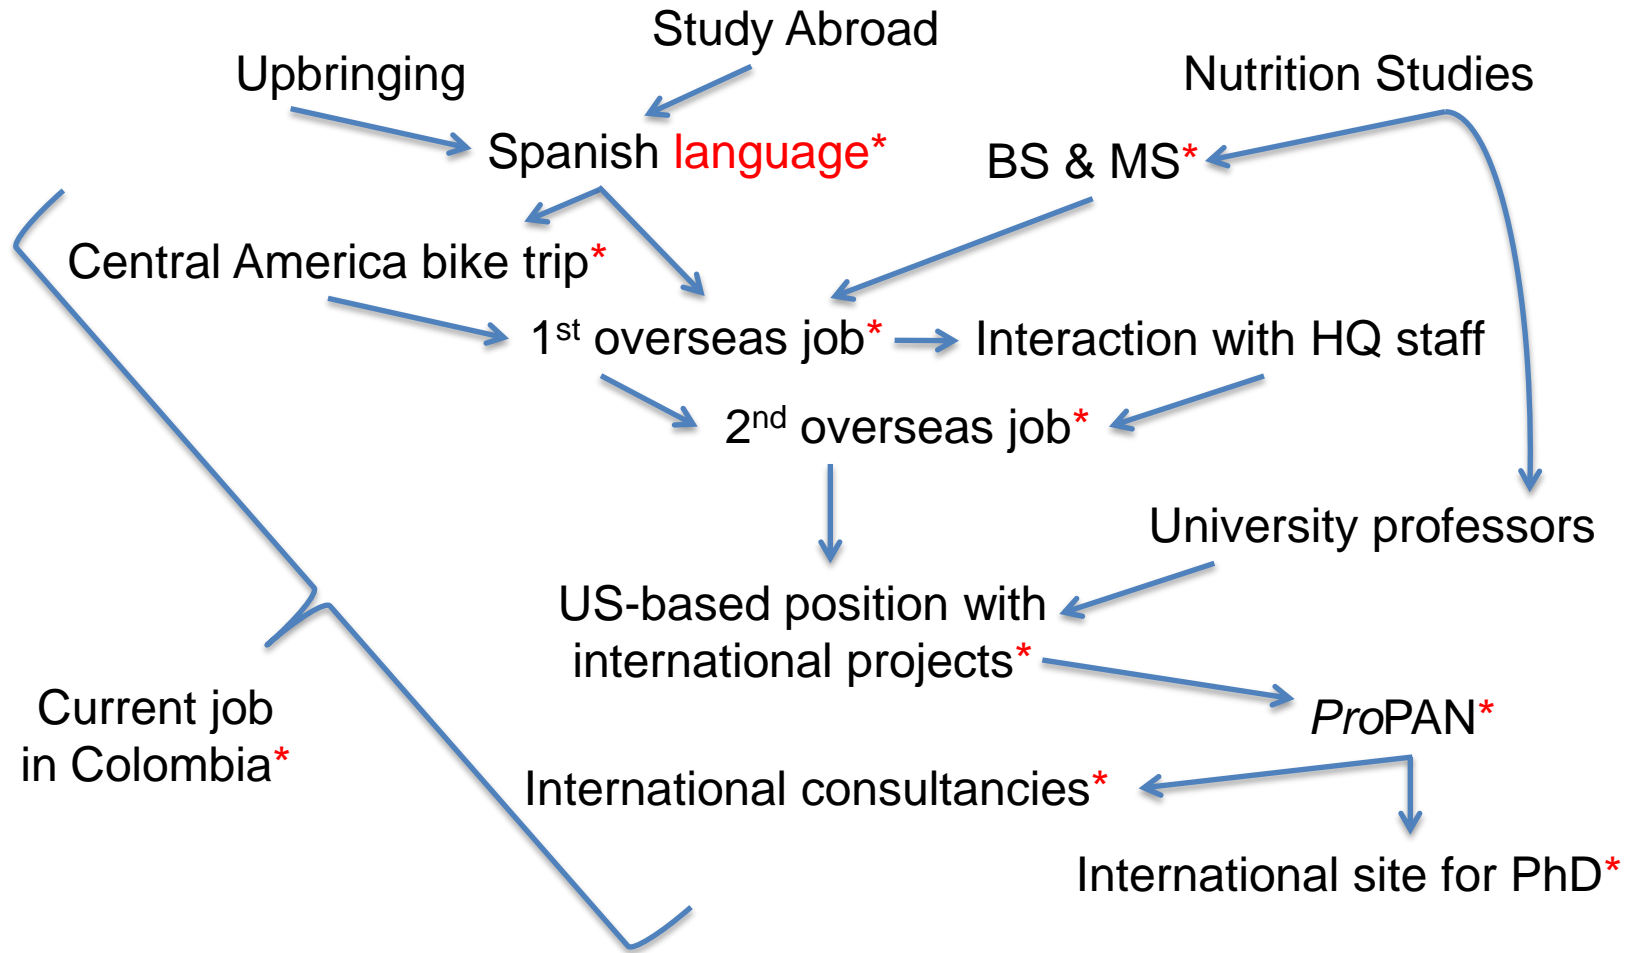 Study Abroad
Upbringing
Nutrition Studies
Spanish language*
BS & MS*
Central America bike trip*
1st overseas job*
Interaction with HQ staff
2nd overseas job*
University professors
US-based position with
international projects*
Current job
in Colombia*
ProPAN*
International consultancies*
International site for PhD*